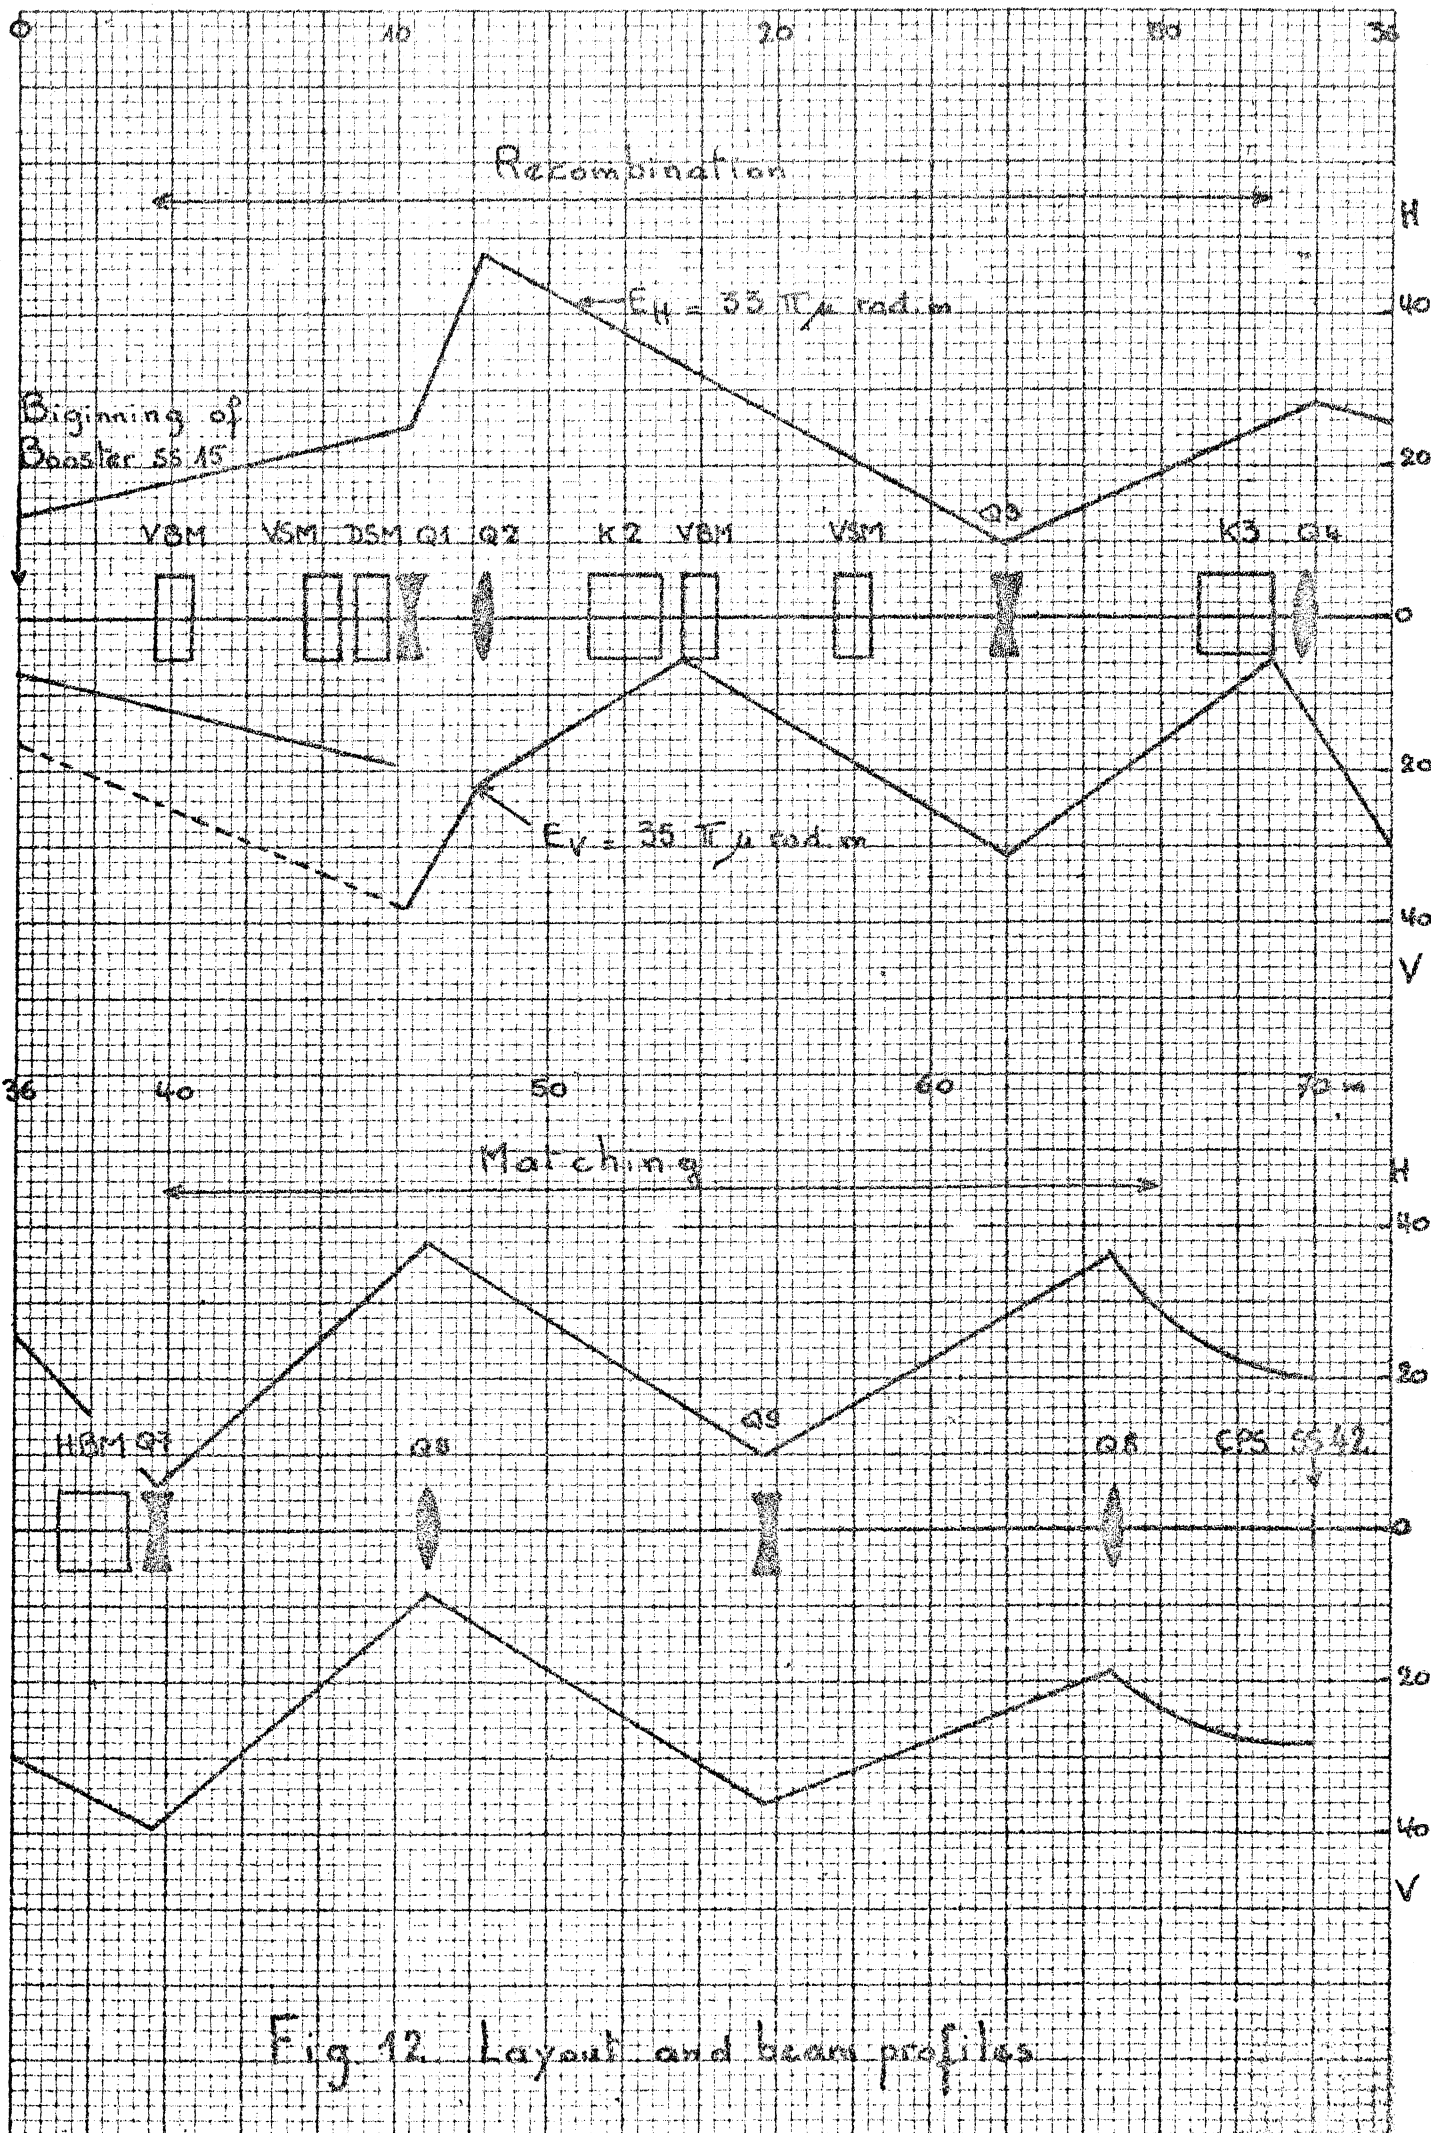 0 10 20 30 36
Recombination
H
E_H = 33 π μ rad. m
40
Biginning of
Booster SS 15
20
VBM VSM DSM Q1 Q2 K2 VBM VSM Q3 K3 Q4
0
20
E_V = 35 π μ rad. m
40
V
36 40 50 60 70 m
Matching
H
40
20
HBM Q7 Q8 Q9 CPS SS 42
0
20
40
V
Fig 12 Layout and beam profiles